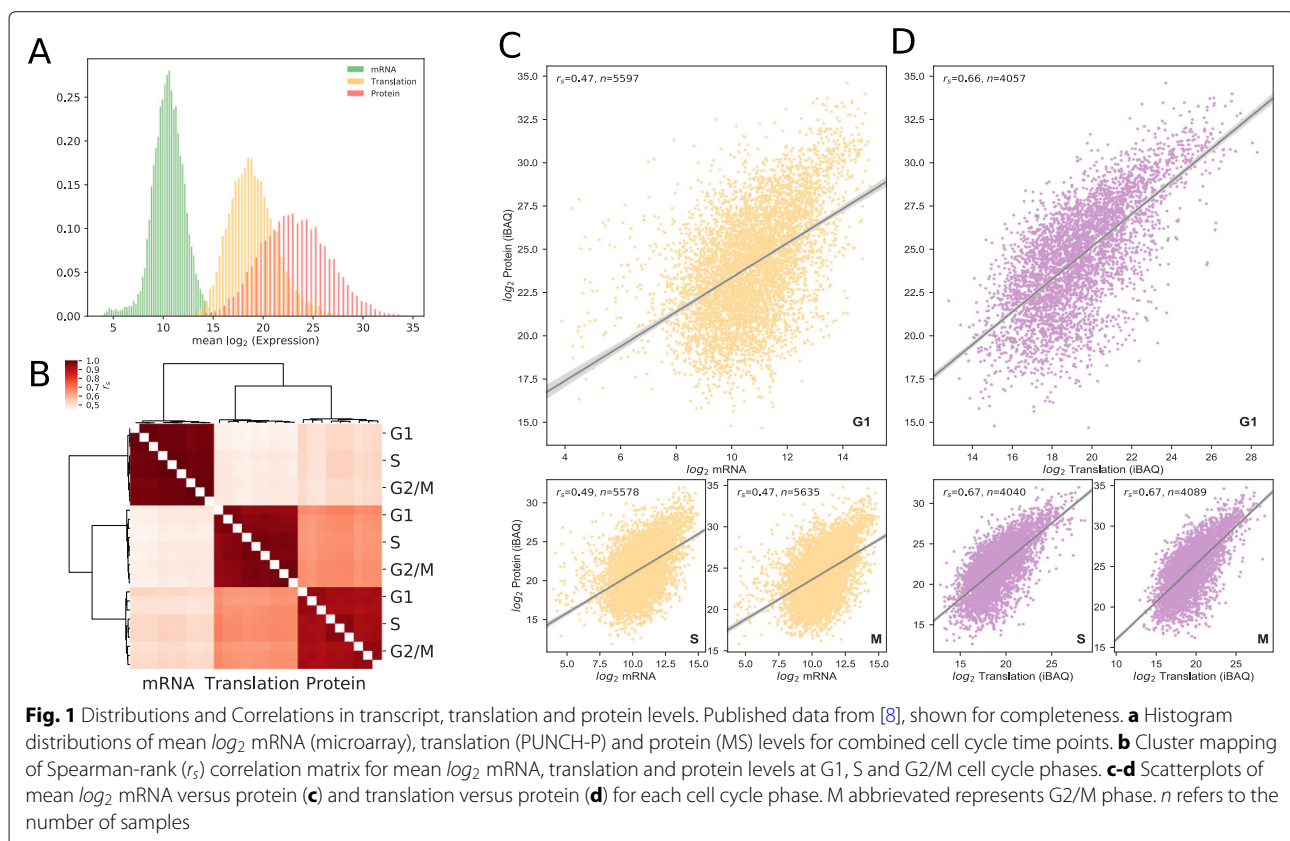 A
mRNA
Translation
Protein
0.25
0.20
0.15
0.10
0.05
0.00
5 10 15 20 25 30 35
mean log2 (Expression)
B
1.0
0.9
0.8
0.7
0.6
0.5
rs
G1
S
G2/M
G1
S
G2/M
G1
S
G2/M
mRNA Translation Protein
C
rs=0.47, n=5597
35.0
32.5
30.0
27.5
25.0
22.5
20.0
17.5
15.0
log2 Protein (iBAQ)
G1
4 6 8 10 12 14
log2 mRNA
rs=0.49, n=5578
30
25
20
15
log2 Protein (iBAQ)
S
5.0 7.5 10.0 12.5 15.0
log2 mRNA
rs=0.47, n=5635
35
30
25
20
15
M
5.0 7.5 10.0 12.5 15.0
log2 mRNA
D
rs=0.66, n=4057
35.0
32.5
30.0
27.5
25.0
22.5
20.0
17.5
15.0
G1
14 16 18 20 22 24 26 28
log2 Translation (iBAQ)
rs=0.67, n=4040
30.0
27.5
25.0
22.5
20.0
17.5
15.0
12.5
S
15 20 25
log2 Translation (iBAQ)
rs=0.67, n=4089
30
25
20
15
M
10 15 20 25
log2 Translation (iBAQ)
Fig. 1 Distributions and Correlations in transcript, translation and protein levels. Published data from [8], shown for completeness. a Histogram
distributions of mean log2 mRNA (microarray), translation (PUNCH-P) and protein (MS) levels for combined cell cycle time points. b Cluster mapping
of Spearman-rank (rs) correlation matrix for mean log2 mRNA, translation and protein levels at G1, S and G2/M cell cycle phases. c-d Scatterplots of
mean log2 mRNA versus protein (c) and translation versus protein (d) for each cell cycle phase. M abbrievated represents G2/M phase. n refers to the
number of samples